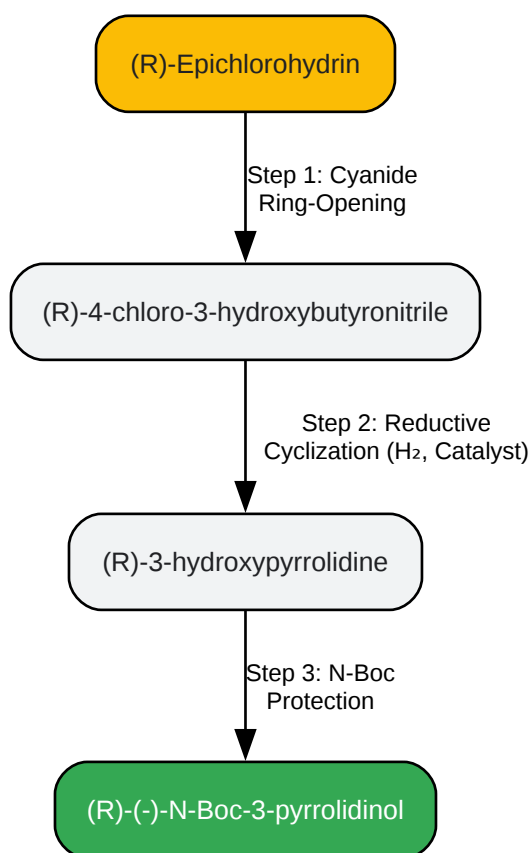 (R)-Epichlorohydrin
Step 1: Cyanide
Ring-Opening
(R)-4-chloro-3-hydroxybutyronitrile
Step 2: Reductive
Cyclization (H₂, Catalyst)
(R)-3-hydroxypyrrolidine
Step 3: N-Boc
Protection
(R)-(-)-N-Boc-3-pyrrolidinol